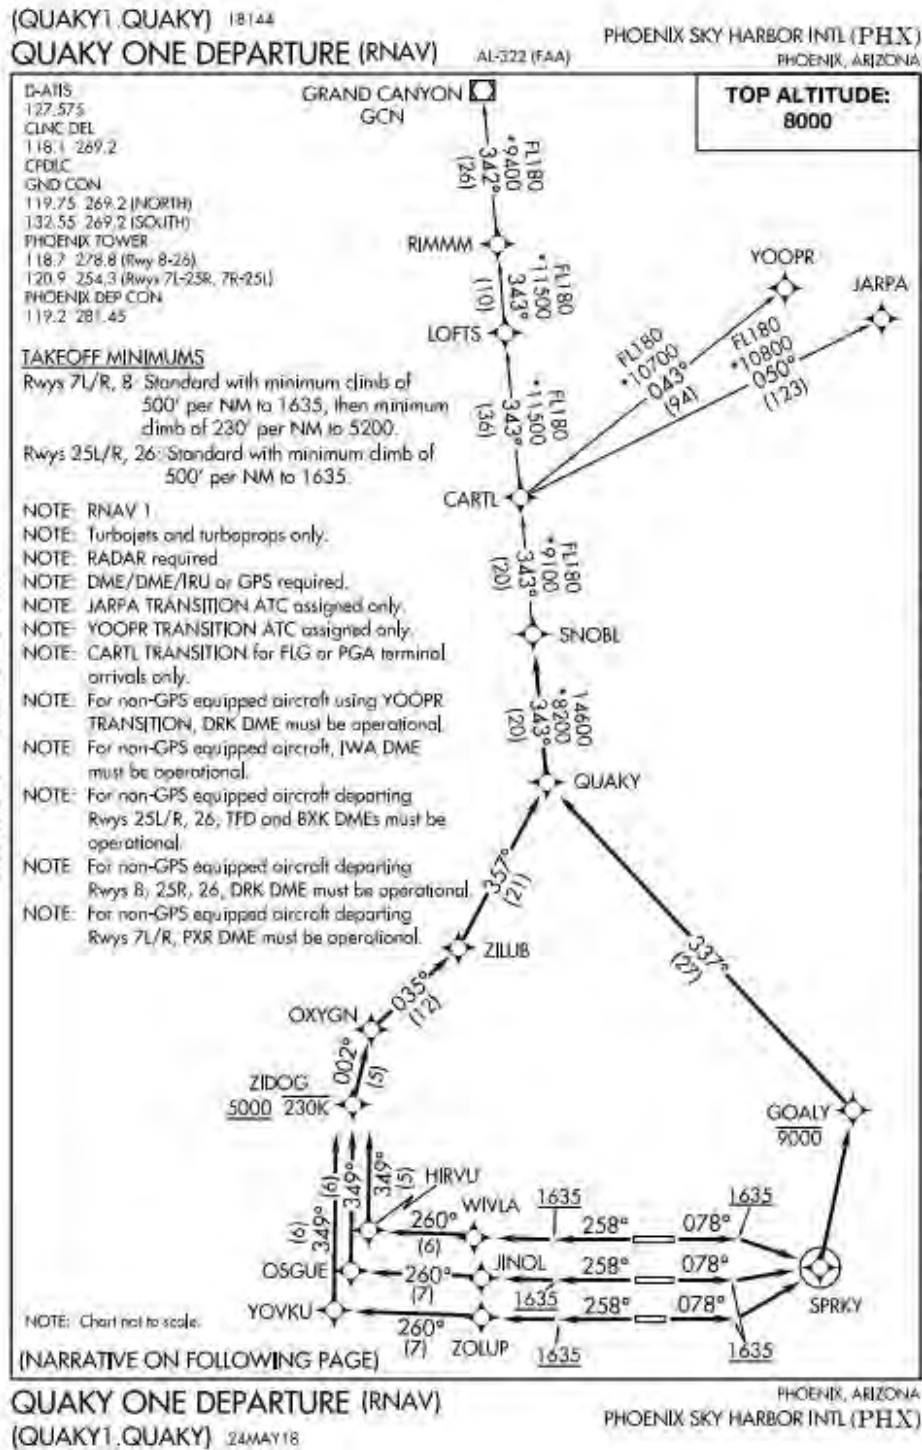 (QUAKY1.QUAKY) 18144
QUAKY ONE DEPARTURE (RNAV)
AL-322 (FAA)
PHOENIX SKY HARBOR INTL (PHX)
PHOENIX, ARIZONA
D-ATIS
127.575
CLNC DEL
118.1 269.2
CPDLC
GND CON
119.75 269.2 (NORTH)
132.55 269.2 (SOUTH)
PHOENIX TOWER
118.7 278.8 (Rwy 8-26)
120.9 254.3 (Rwys 7L-25R, 7R-25L)
PHOENIX DEP CON
119.2 281.45
TOP ALTITUDE:
8000
GRAND CANYON
GCN
FL180
*9400
342°
(26)
RIMMM
FL180
*11500
343°
(10)
LOFTS
YOOPR
JARPA
FL180
*10700
043°
(94)
FL180
*10800
050°
(123)
FL180
*11500
343°
(36)
CARTL
TAKEOFF MINIMUMS
Rwys 7L/R, 8: Standard with minimum climb of
500' per NM to 1635, then minimum
climb of 230' per NM to 5200.
Rwys 25L/R, 26: Standard with minimum climb of
500' per NM to 1635.
NOTE: RNAV 1
NOTE: Turbojets and turboprops only.
NOTE: RADAR required
NOTE: DME/DME/IRU or GPS required.
NOTE: JARPA TRANSITION ATC assigned only.
NOTE: YOOPR TRANSITION ATC assigned only.
NOTE: CARTL TRANSITION for FLG or PGA terminal
arrivals only.
NOTE: For non-GPS equipped aircraft using YOOPR
TRANSITION, DRK DME must be operational.
NOTE: For non-GPS equipped aircraft, IWA DME
must be operational.
NOTE: For non-GPS equipped aircraft departing
Rwys 25L/R, 26, TFD and BXK DMEs must be
operational.
NOTE: For non-GPS equipped aircraft departing
Rwys 8, 25R, 26, DRK DME must be operational.
NOTE: For non-GPS equipped aircraft departing
Rwys 7L/R, PXR DME must be operational.
FL180
*9100
343°
(20)
SNOBL
14600
*8200
343°
(20)
QUAKY
357°
(21)
337°
(27)
ZILUB
035°
(12)
OXYGN
002°
(5)
ZIDOG
5000 230K
GOALY
9000
(6)
349°
(6)
349°
349°
(5)
HIRVU
WIVLA
1635
1635
260°
(6)
258°
078°
OSGUE
JINOL
260°
(7)
258°
078°
1635
SPRKY
YOVKU
ZOLUP
260°
(7)
258°
078°
1635
1635
NOTE: Chart not to scale.
(NARRATIVE ON FOLLOWING PAGE)
QUAKY ONE DEPARTURE (RNAV)
(QUAKY1.QUAKY) 24MAY18
PHOENIX, ARIZONA
PHOENIX SKY HARBOR INTL (PHX)